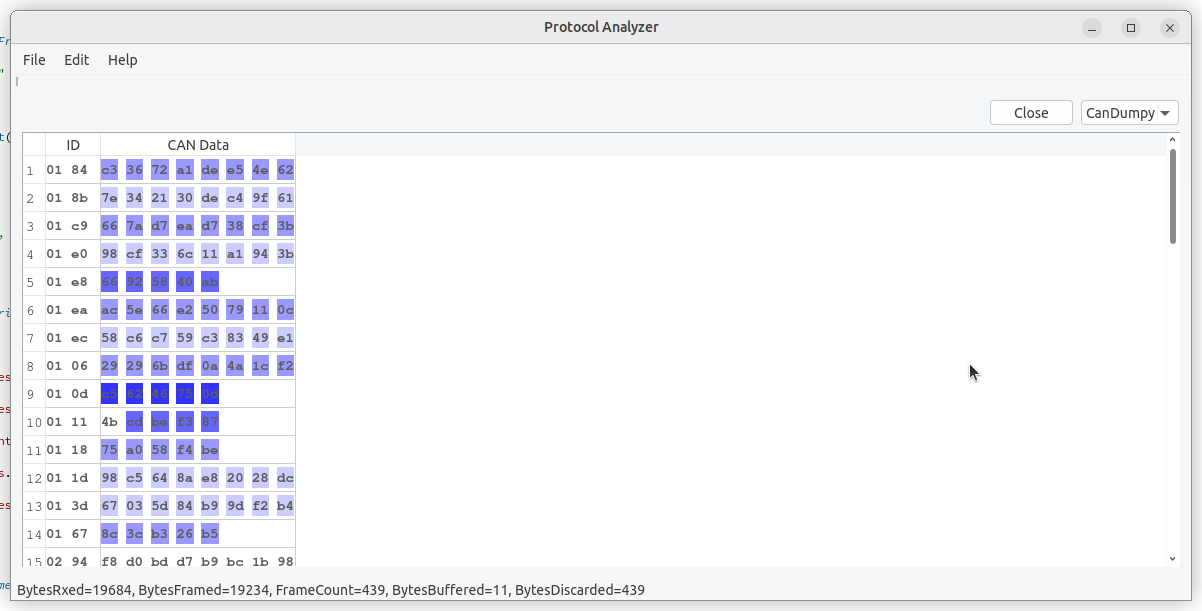 Protocol Analyzer
File Edit Help
Close CanDumpy
ID CAN Data
1 01 84 c3 36 72 a1 de e5 4e 62
2 01 8b 7e 34 21 30 de c4 9f 61
3 01 c9 66 7a d7 ea d7 38 cf 3b
4 01 e0 98 cf 33 6c 11 a1 94 3b
5 01 e8 66 92 58 40 ab
6 01 ea ac 5e 66 e2 50 79 11 0c
7 01 ec 58 c6 c7 59 c3 83 49 e1
8 01 06 29 29 6b df 0a 4a 1c f2
9 01 0d c5 62 46 75
10 01 11 4b cd be f3 87
11 01 18 75 a0 58 f4 be
12 01 1d 98 c5 64 8a e8 20 28 dc
13 01 3d 67 03 5d 84 b9 9d f2 b4
14 01 67 8c 3c b3 26 b5
15 02 94 f8 d0 bd d7 b9 bc 1b 98
BytesRxed=19684, BytesFramed=19234, FrameCount=439, BytesBuffered=11, BytesDiscarded=439